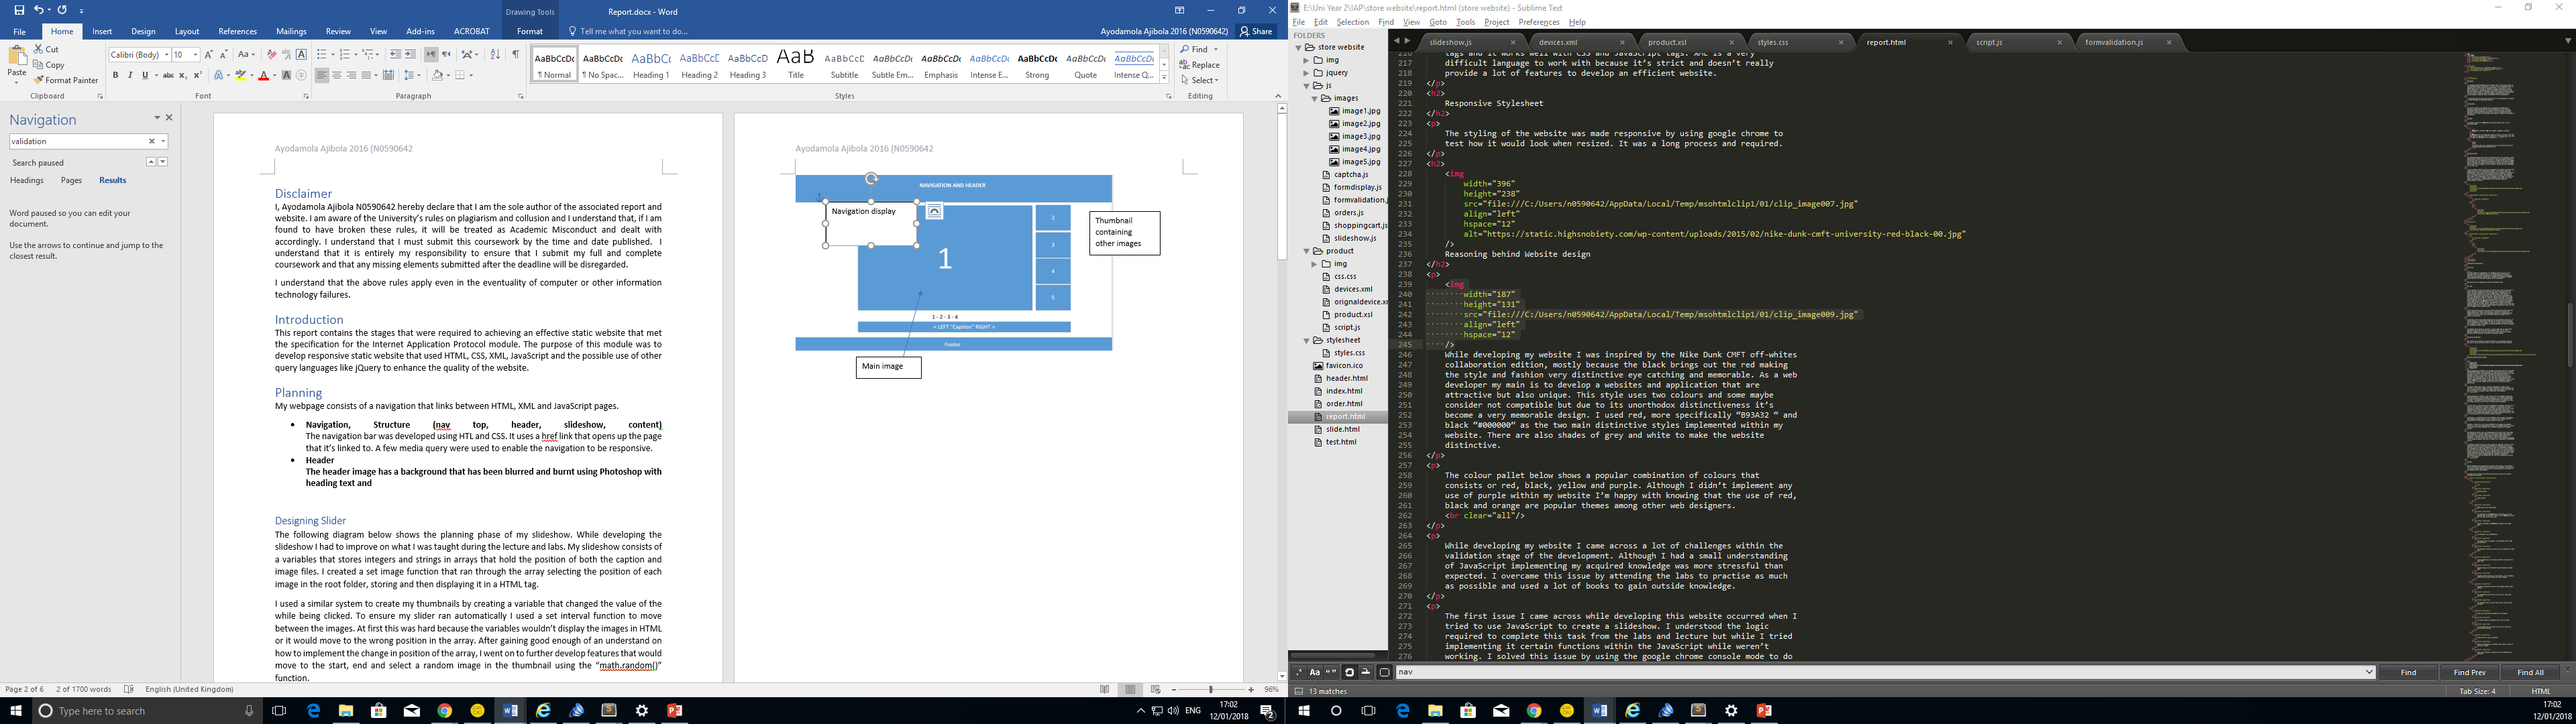 Drawing Tools
Report.docx - Word
File
Home
Insert
Design
Layout
References
Mailings
Review
View
Add-ins
ACROBAT
Format
Tell me what you want to do...
Ayodamola Ajibola (N0590642)
Share
Paste
Cut
Copy
Format Painter
Calibri (Body)
10
AaBbCcDc
¶ Normal
AaBbCcDc
¶ No Spac...
AaBbCc
Heading 1
AaBbCcD
Heading 2
AaBbCcD
Heading 3
AaB
Title
AaBbCcD
Subtitle
AaBbCcDc
Subtle Em...
AaBbCcDc
Emphasis
AaBbCcDc
Intense E...
AaBbCcDc
Strong
AaBbCcDc
Quote
AaBbCcDc
Intense Q...
Find
Replace
Select
Clipboard
Font
Paragraph
Styles
Editing
Navigation
validation
Search paused
Headings
Pages
Results
Word paused so you can edit your
document.
Use the arrows to continue and jump to the
closest result.
Ayodamola Ajibola 2016 (N0590642
Disclaimer
I, Ayodamola Ajibola N0590642 hereby declare that I am the sole author of the associated report and
website. I am aware of the University's rules on plagiarism and collusion and I understand that, if I am
found to have broken these rules, it will be treated as Academic Misconduct and dealt with
accordingly. I understand that I must submit this coursework by the time and date published. I
understand that it is entirely my responsibility to ensure that I submit my full and complete
coursework and that any missing elements submitted after the deadline will be disregarded.
I understand that the above rules apply even in the eventuality of computer or other information
technology failures.
Introduction
This report contains the stages that were required to achieving an effective static website that met
the specification for the Internet Application Protocol module. The purpose of this module was to
develop responsive static website that used HTML, CSS, XML, JavaScript and the possible use of other
query languages like jQuery to enhance the quality of the website.
Planning
My webpage consists of a navigation that links between HTML, XML and JavaScript pages.
• Navigation, Structure (nav top, header, slideshow, content)
The navigation bar was developed using HTL and CSS. It uses a href link that opens up the page
that it's linked to. A few media query were used to enable the navigation to be responsive.
• Header
The header image has a background that has been blurred and burnt using Photoshop with
heading text and
Designing Slider
The following diagram below shows the planning phase of my slideshow. While developing the
slideshow I had to improve on what I was taught during the lecture and labs. My slideshow consists of
a variables that stores integers and strings in arrays that hold the position of both the caption and
image files. I created a set image function that ran through the array selecting the position of each
image in the root folder, storing and then displaying it in a HTML tag.
I used a similar system to create my thumbnails by creating a variable that changed the value of the
while being clicked. To ensure my slider ran automatically I used a set interval function to move
between the images. At first this was hard because the variables wouldn't display the images in HTML
or it would move to the wrong position in the array. After gaining good enough of an understand on
how to implement the change in position of the array, I went on to further develop features that would
move to the start, end and select a random image in the thumbnail using the "math.random()"
function.
Ayodamola Ajibola 2016 (N0590642
NAVIGATION AND HEADER
Navigation display
1
2
3
4
5
Thumbnail
containing
other images
1 - 2 - 3 - 4
< LEFT "Caption" RIGHT >
Footer
Main image
Page 2 of 6
2 of 1700 words
English (United Kingdom)
96%
Type here to search
ENG
17:02
12/01/2018
2
E:\Uni Year 2\IAP\store website\report.html (store website) - Sublime Text
File
Edit
Selection
Find
View
Goto
Tools
Project
Preferences
Help
FOLDERS
store website
img
jquery
js
images
image1.jpg
image2.jpg
image3.jpg
image4.jpg
image5.jpg
captcha.js
formdisplay.js
formvalidation.j
orders.js
shoppingcart.js
slideshow.js
product
img
css.css
devices.xml
orignaldevice.xm
product.xsl
script.js
stylesheet
styles.css
favicon.ico
header.html
index.html
order.html
report.html
slide.html
test.html
slideshow.js
devices.xml
product.xsl
styles.css
report.html
script.js
formvalidation.js
216 tags and it works well with CSS and JavaScript tags. XML is a very
217 difficult language to work with because it's strict and doesn't really
218 provide a lot of features to develop an efficient website.
219 </p>
220 <h2>
221 Responsive Stylesheet
222 </h2>
223 <p>
224 The styling of the website was made responsive by using google chrome to
225 test how it would look when resized. It was a long process and required.
226 </p>
227 <h2>
228 <img
229 width="396"
230 height="238"
231 src="file:///C:/Users/n0590642/AppData/Local/Temp/msohtmlclip1/01/clip_image007.jpg"
232 align="left"
233 hspace="12"
234 alt="https://static.highsnobiety.com/wp-content/uploads/2015/02/nike-dunk-cmft-university-red-black-00.jpg"
235 />
236 Reasoning behind Website design
237 </h2>
238 <p>
239 <img
240 width="187"
241 height="131"
242 src="file:///C:/Users/n0590642/AppData/Local/Temp/msohtmlclip1/01/clip_image009.jpg"
243 align="left"
244 hspace="12"
245 />
246 While developing my website I was inspired by the Nike Dunk CMFT off-whites
247 collaboration edition, mostly because the black brings out the red making
248 the style and fashion very distinctive eye catching and memorable. As a web
249 developer my main is to develop a websites and application that are
250 attractive but also unique. This style uses two colours and some maybe
251 consider not compatible but due to its unorthodox distinctiveness it's
252 become a very memorable design. I used red, more specifically "B93A32 " and
253 black "#000000" as the two main distinctive styles implemented within my
254 website. There are also shades of grey and white to make the website
255 distinctive.
256 </p>
257 <p>
258 The colour pallet below shows a popular combination of colours that
259 consists or red, black, yellow and purple. Although I didn't implement any
260 use of purple within my website I'm happy with knowing that the use of red,
261 black and orange are popular themes among other web designers.
262 <br clear="all"/>
263 </p>
264 <p>
265 While developing my website I came across a lot of challenges within the
266 validation stage of the development. Although I had a small understanding
267 of JavaScript implementing my acquired knowledge was more stressful than
268 expected. I overcame this issue by attending the labs to practise as much
269 as possible and used a lot of books to gain outside knowledge.
270 </p>
271 <p>
272 The first issue I came across while developing this website occurred when I
273 tried to use JavaScript to create a slideshow. I understood the logic
274 required to complete this task from the labs and lecture but while I tried
275 implementing it certain functions within the JavaScript while weren't
276 working. I solved this issue by using the google chrome console mode to do
nav
Find
Find Prev
Find All
13 matches
Tab Size: 4
HTML
17:02
12/01/2018